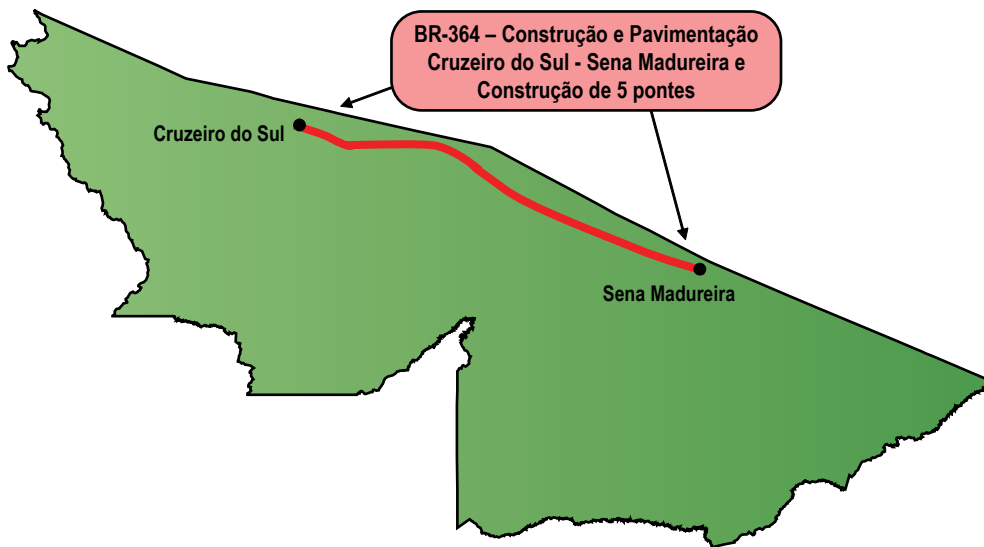 BR-364 – Construção e Pavimentação
Cruzeiro do Sul - Sena Madureira e
Construção de 5 pontes
Cruzeiro do Sul
Sena Madureira